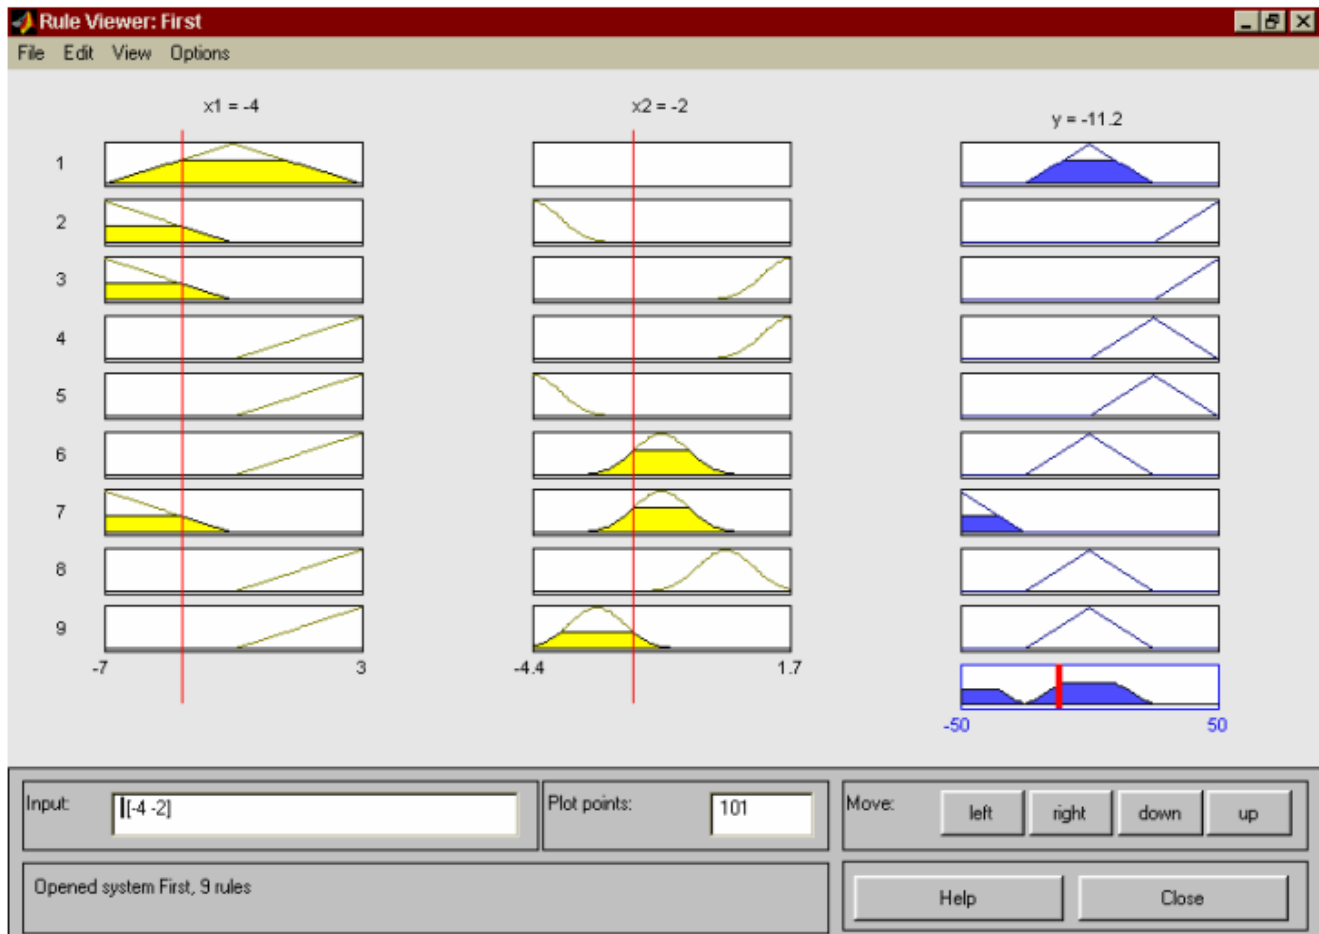 Rule Viewer: First
File Edit View Options
x1 = -4 x2 = -2 y = -11.2
1
2
3
4
5
6
7
8
9
-7 3 -4.4 1.7
-50 50
Input: [-4 -2] Plot points: 101 Move: left right down up
Opened system First, 9 rules Help Close